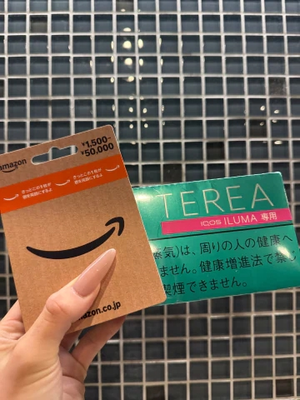 amazon
¥1,500~
¥50,000
amazon.co.jp
TEREA
IQOS ILUMA 専用
気)は、周りの人の健康へ
ません。健康増進法で禁じ
喫煙できません。